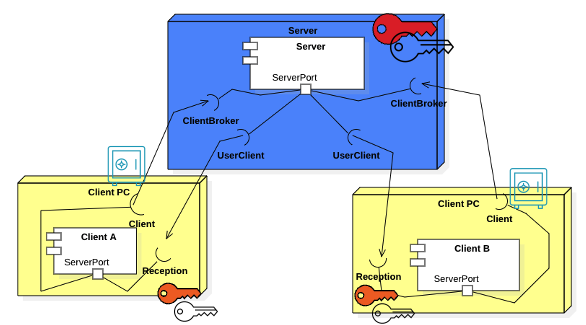 Server
Server
ServerPort
ClientBroker
ClientBroker
UserClient
UserClient
Client PC
Client
Client A
ServerPort
Reception
Client PC
Client
Client B
Reception
ServerPort